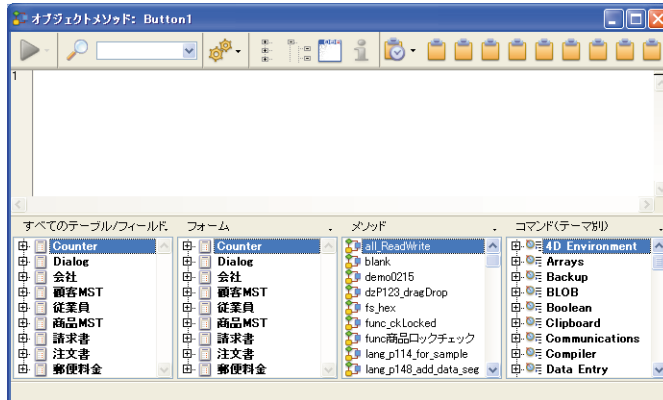 オブジェクトメソッド: Button1
1
すべてのテーブル/フィールド
フォーム
メソッド
コマンド(テーマ別)
Counter
Dialog
会社
顧客MST
従業員
商品MST
請求書
注文書
郵便料金
Counter
Dialog
会社
顧客MST
従業員
商品MST
請求書
注文書
郵便料金
all_ReadWrite
blank
demo0215
dzP123_dragDrop
fs_hex
func_ckLocked
func商品ロックチェック
lang_p114_for_sample
lang_p148_add_data_seg
4D Environment
Arrays
Backup
BLOB
Boolean
Clipboard
Communications
Compiler
Data Entry